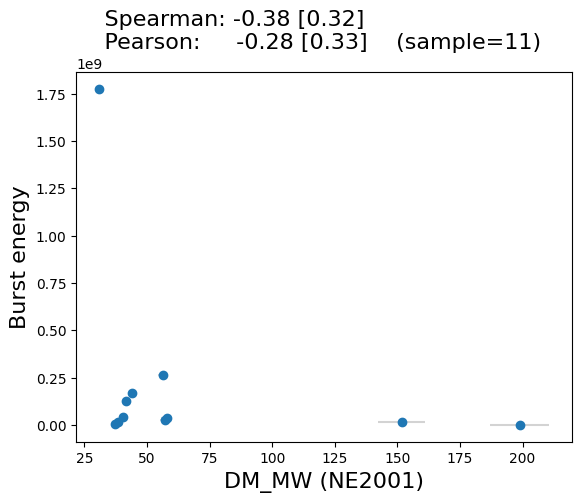 Spearman: -0.38 [0.32]
Pearson: -0.28 [0.33] (sample=11)
1e9
1.75
1.50
1.25
1.00
0.75
0.50
0.25
0.00
Burst energy
25 50 75 100 125 150 175 200
DM_MW (NE2001)